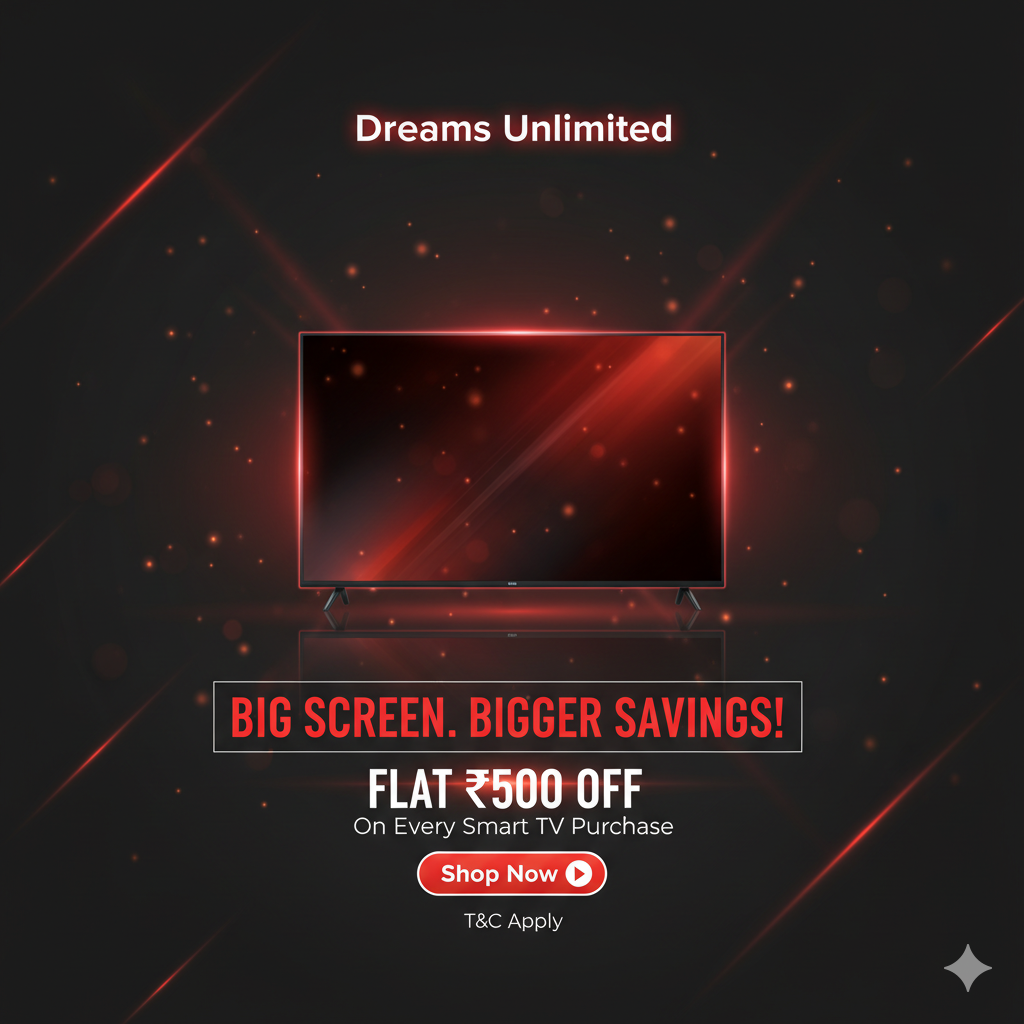 Dreams Unlimited
BIG SCREEN. BIGGER SAVINGS!
FLAT ₹500 OFF
On Every Smart TV Purchase
Shop Now
T&C Apply